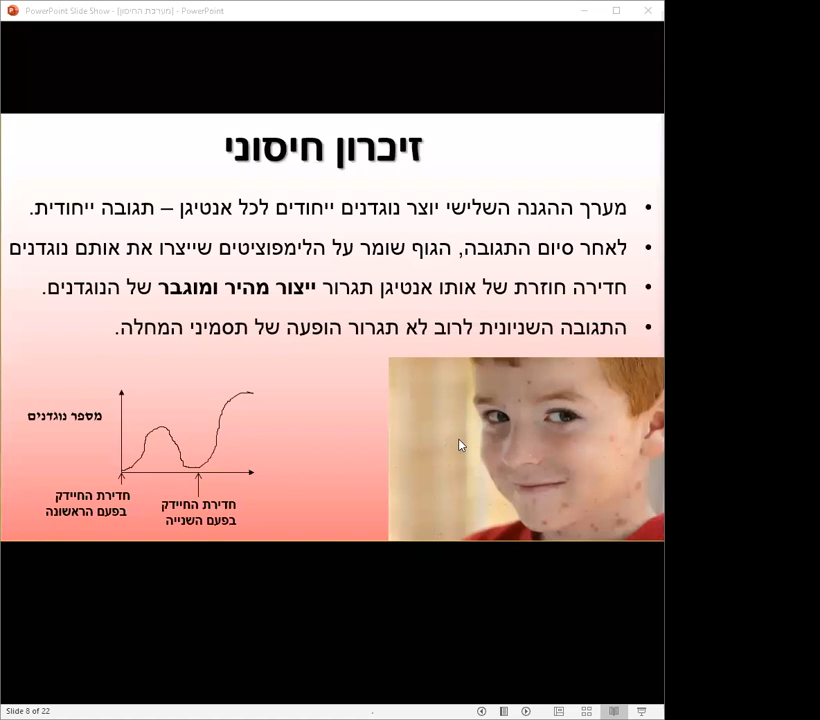 PowerPoint Slide Show - [מערכת החיסון] - PowerPoint
זיכרון חיסוני
• מערך ההגנה השלישי יוצר נוגדנים ייחודים לכל אנטיגן – תגובה ייחודית.
• לאחר סיום התגובה, הגוף שומר על הלימפוציטים שייצרו את אותם נוגדנים
• חדירה חוזרת של אותו אנטיגן תגרור ייצור מהיר ומוגבר של הנוגדנים.
• התגובה השניונית לרוב לא תגרור הופעה של תסמיני המחלה.
מספר נוגדנים
חדירת החיידק
בפעם הראשונה
חדירת החיידק
בפעם השנייה
Slide 8 of 22